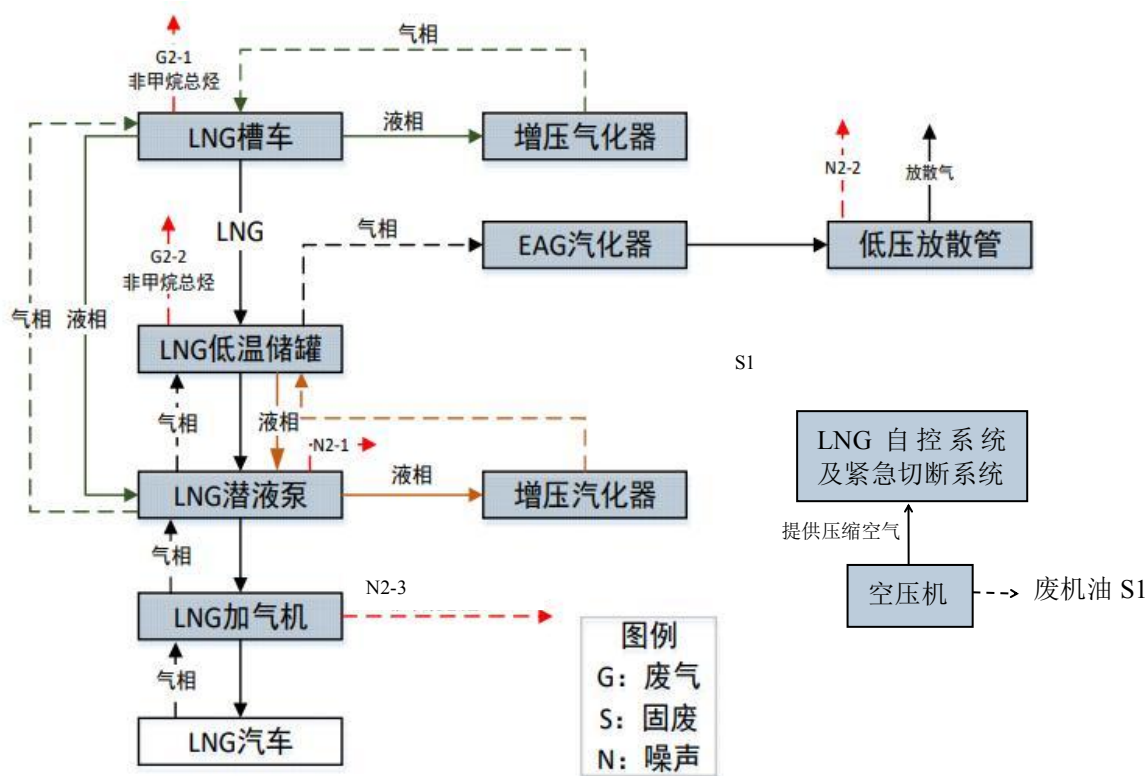 气相
G2-1
非甲烷总烃
LNG槽车
液相
增压气化器
N2-2
放散气
LNG
气相
EAG汽化器
低压放散管
G2-2
非甲烷总烃
气相
液相
LNG低温储罐
S1
气相
液相
N2-1
LNG潜液泵
液相
增压汽化器
LNG 自控系统
及紧急切断系统
提供压缩空气
气相
N2-3
LNG加气机
空压机
废机油 S1
气相
LNG汽车
图例
G：废气
S：固废
N：噪声